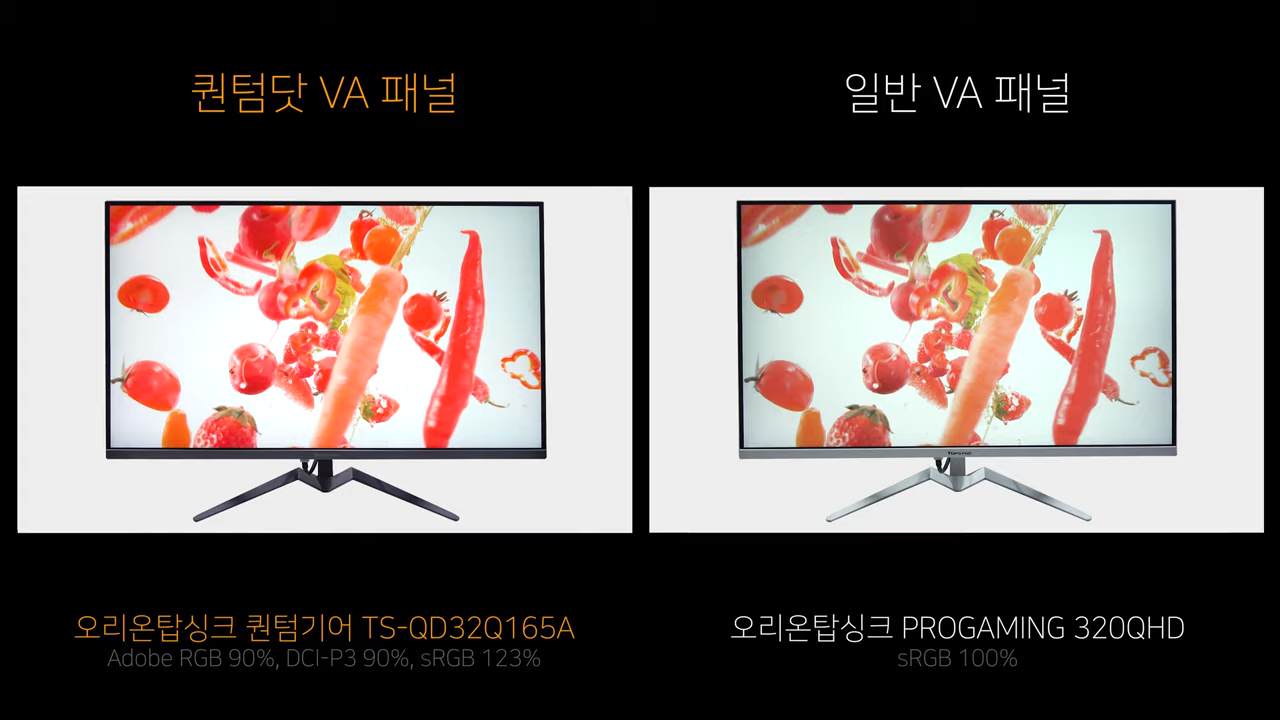 퀀텀닷 VA 패널
일반 VA 패널
오리온탑싱크 퀀텀기어 TS-QD32Q165A
Adobe RGB 90%, DCI-P3 90%, sRGB 123%
오리온탑싱크 PROGAMING 320QHD
sRGB 100%